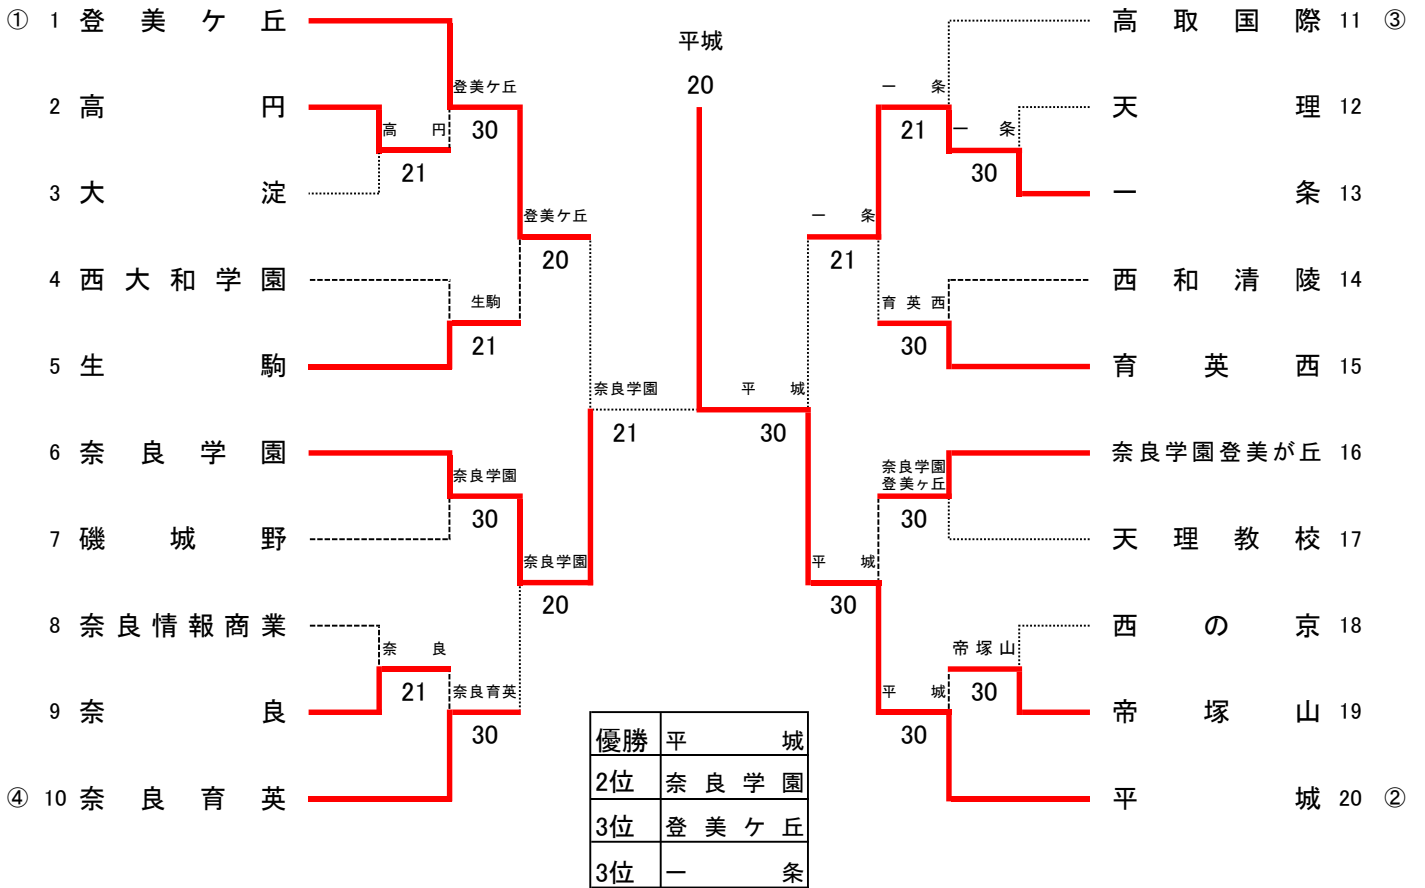 ① 1 登美ケ丘
2 高円
3 大淀
4 西大和学園
5 生駒
6 奈良学園
7 磯城野
8 奈良情報商業
9 奈良
④ 10 奈良育英
高円
21
奈良
21
登美ケ丘
30
生駒
21
奈良学園
30
奈良育英
30
登美ケ丘
20
奈良学園
20
奈良学園
21
平城
20
平城
30
一条
21
平城
30
一条
21
育英西
30
奈良学園
登美ヶ丘
30
平城
30
一条
30
帝塚山
30
高取国際 11 ③
天理 12
一条 13
西和清陵 14
育英西 15
奈良学園登美が丘 16
天理教校 17
西の京 18
帝塚山 19
平城 20 ②
優勝 平城
2位 奈良学園
3位 登美ケ丘
3位 一条